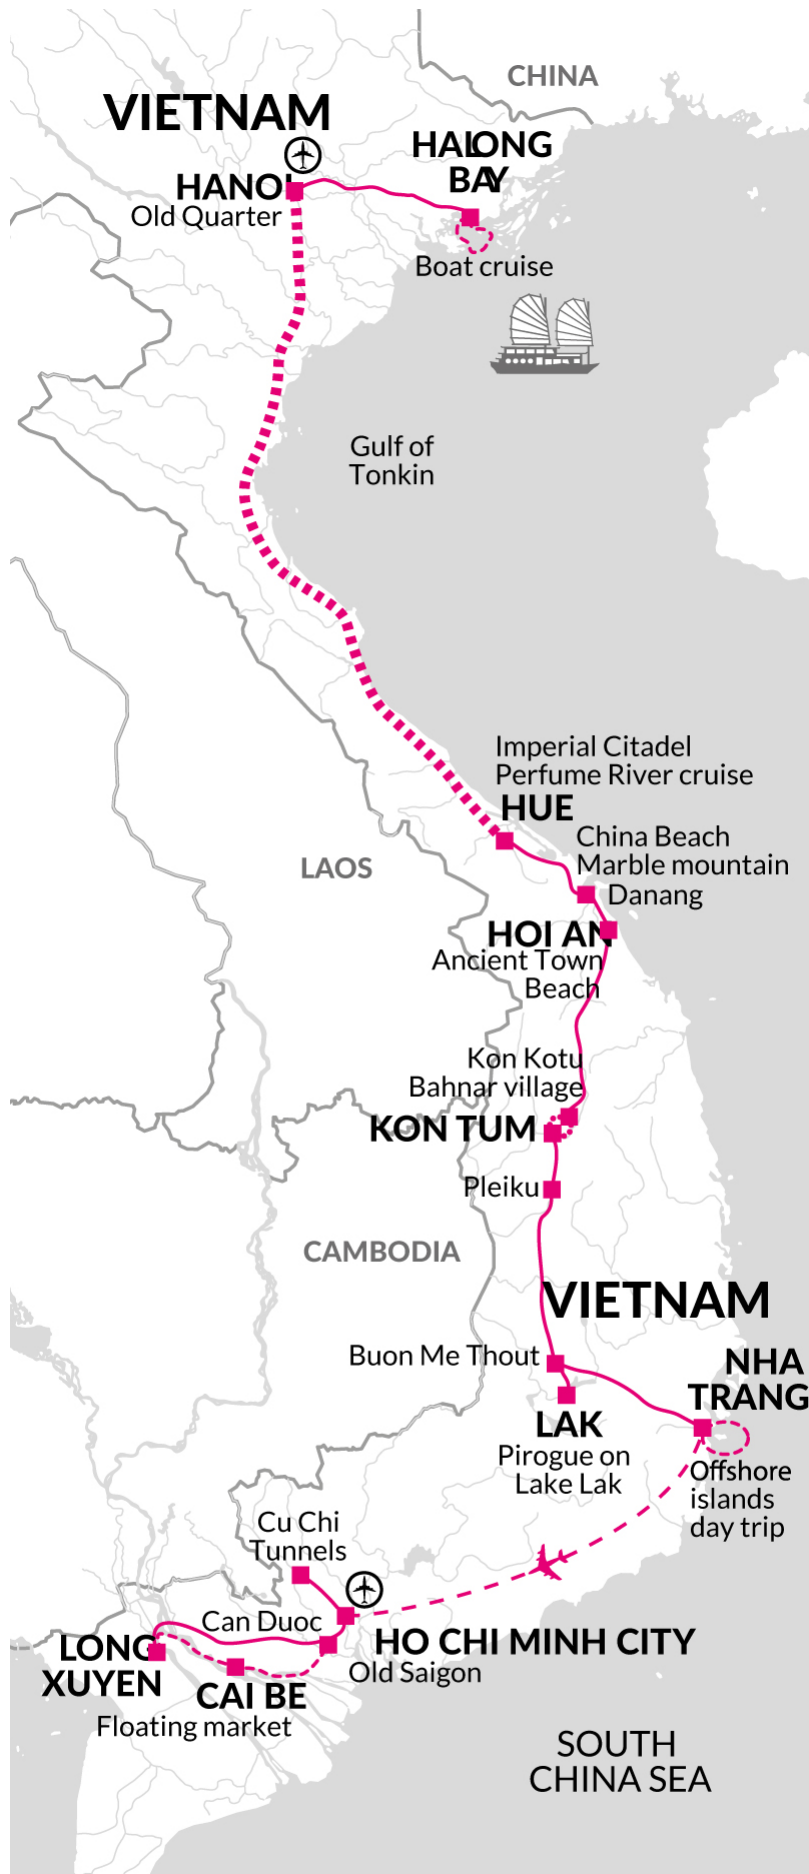 CHINA
VIETNAM
HALONG
BAY
HANOI
Old Quarter
Boat cruise
Gulf of
Tonkin
Imperial Citadel
Perfume River cruise
HUE
China Beach
Marble mountain
Danang
LAOS
HOI AN
Ancient Town
Beach
Kon Kotu
Bahnar village
KON TUM
Pleiku
CAMBODIA
VIETNAM
Buon Me Thout
NHA
TRANG
LAK
Pirogue on
Lake Lak
Offshore
islands
day trip
Cu Chi
Tunnels
Can Duoc
HO CHI MINH CITY
Old Saigon
LONG
XUYEN
CAI BE
Floating market
SOUTH
CHINA SEA